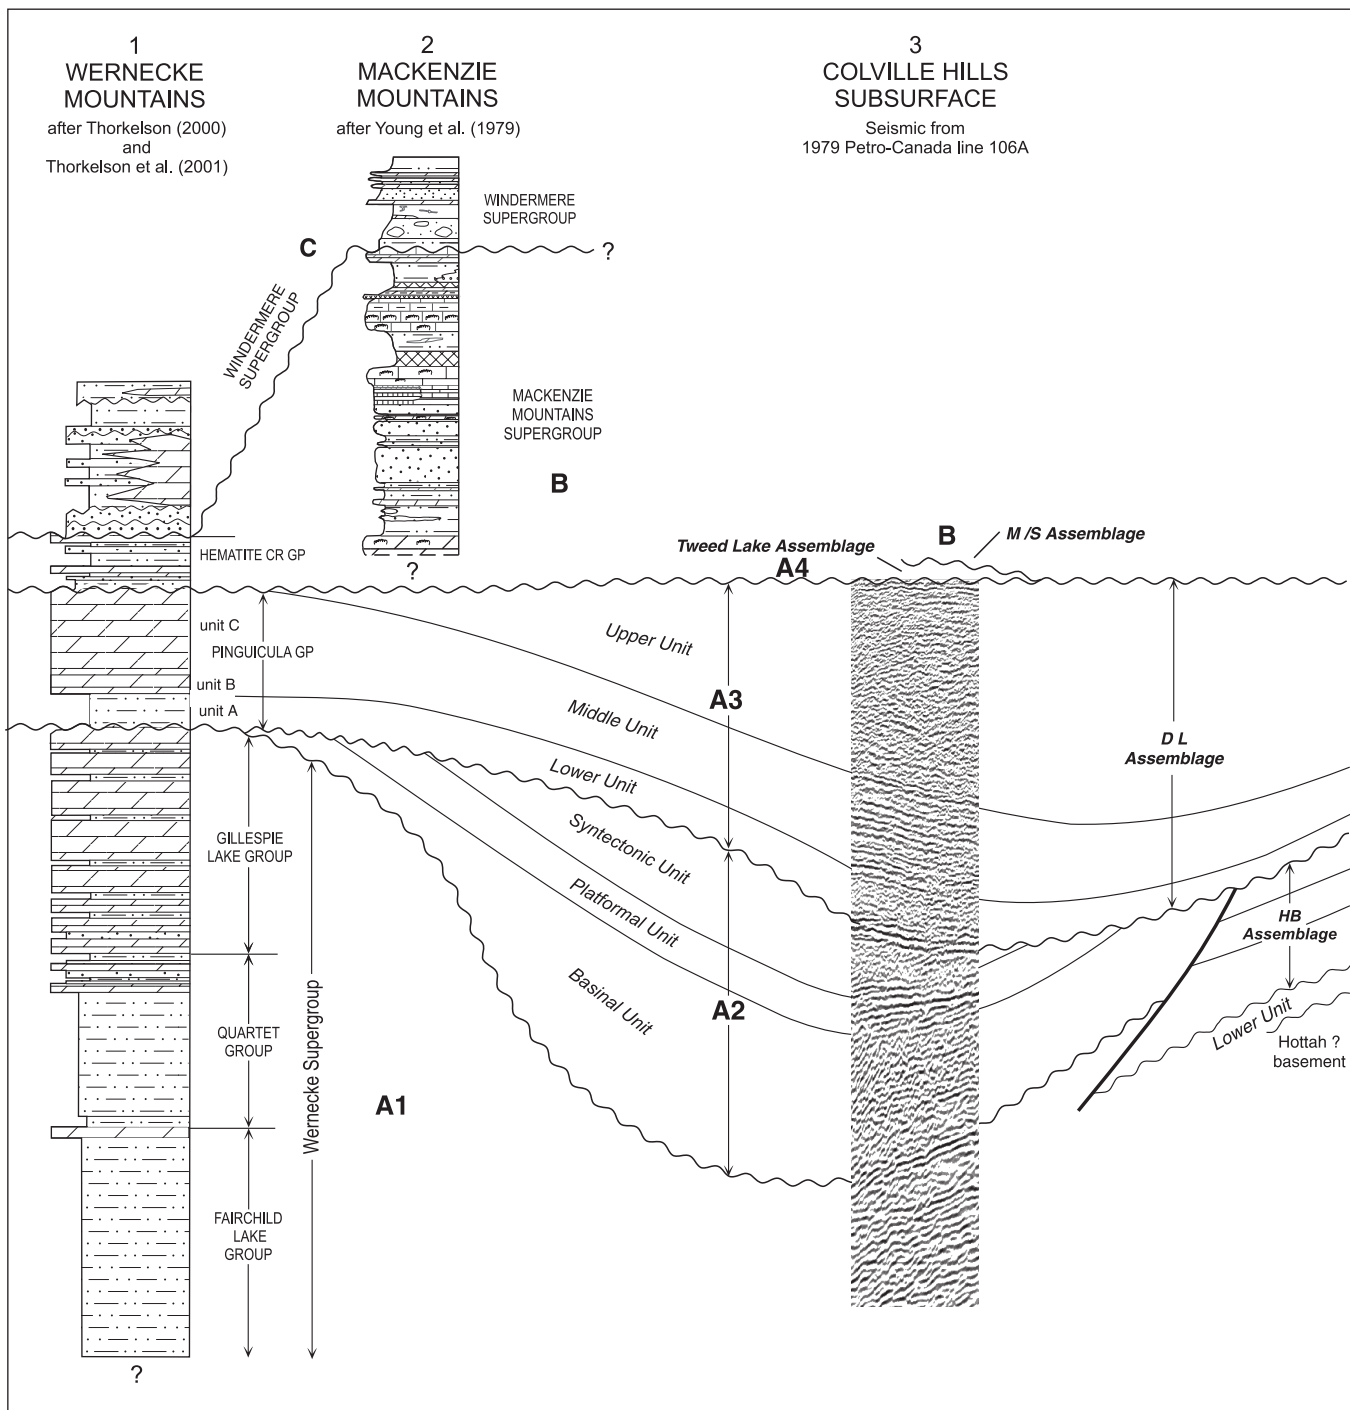 1
WERNECKE
MOUNTAINS
after Thorkelson (2000)
and
Thorkelson et al. (2001)
2
MACKENZIE
MOUNTAINS
after Young et al. (1979)
3
COLVILLE HILLS
SUBSURFACE
Seismic from
1979 Petro-Canada line 106A
WINDERMERE
SUPERGROUP
C
?
WINDERMERE
SUPERGROUP
MACKENZIE
MOUNTAINS
SUPERGROUP
B
?
HEMATITE CR GP
B
M /S Assemblage
Tweed Lake Assemblage
A4
unit C
PINGUICULA GP
unit B
unit A
Upper Unit
A3
Middle Unit
Lower Unit
D L
Assemblage
GILLESPIE
LAKE GROUP
Syntectonic Unit
Platformal Unit
Basinal Unit
A2
HB
Assemblage
Lower Unit
Hottah ?
basement
QUARTET
GROUP
Wernecke Supergroup
A1
FAIRCHILD
LAKE
GROUP
?